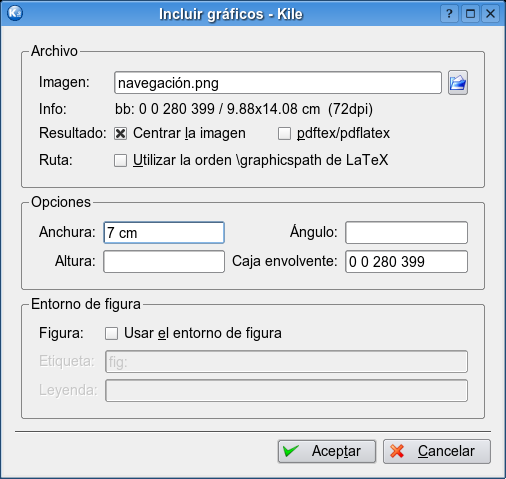 Incluir gráficos - Kile
Archivo
Imagen: navegación.png
Info: bb: 0 0 280 399 / 9.88x14.08 cm (72dpi)
Resultado: Centrar la imagen pdftex/pdflatex
Ruta: Utilizar la orden \graphicspath de LaTeX
Opciones
Anchura: 7 cm Ángulo:
Altura: Caja envolvente: 0 0 280 399
Entorno de figura
Figura: Usar el entorno de figura
Etiqueta: fig:
Leyenda:
Aceptar Cancelar